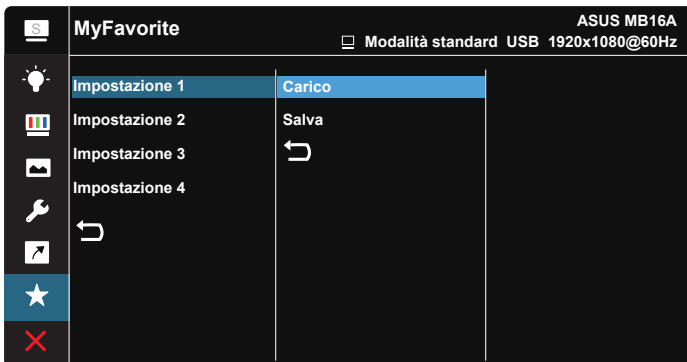 S
MyFavorite
ASUS MB16A
Modalità standard USB 1920x1080@60Hz
Impostazione 1
Carico
Impostazione 2
Salva
Impostazione 3
Impostazione 4